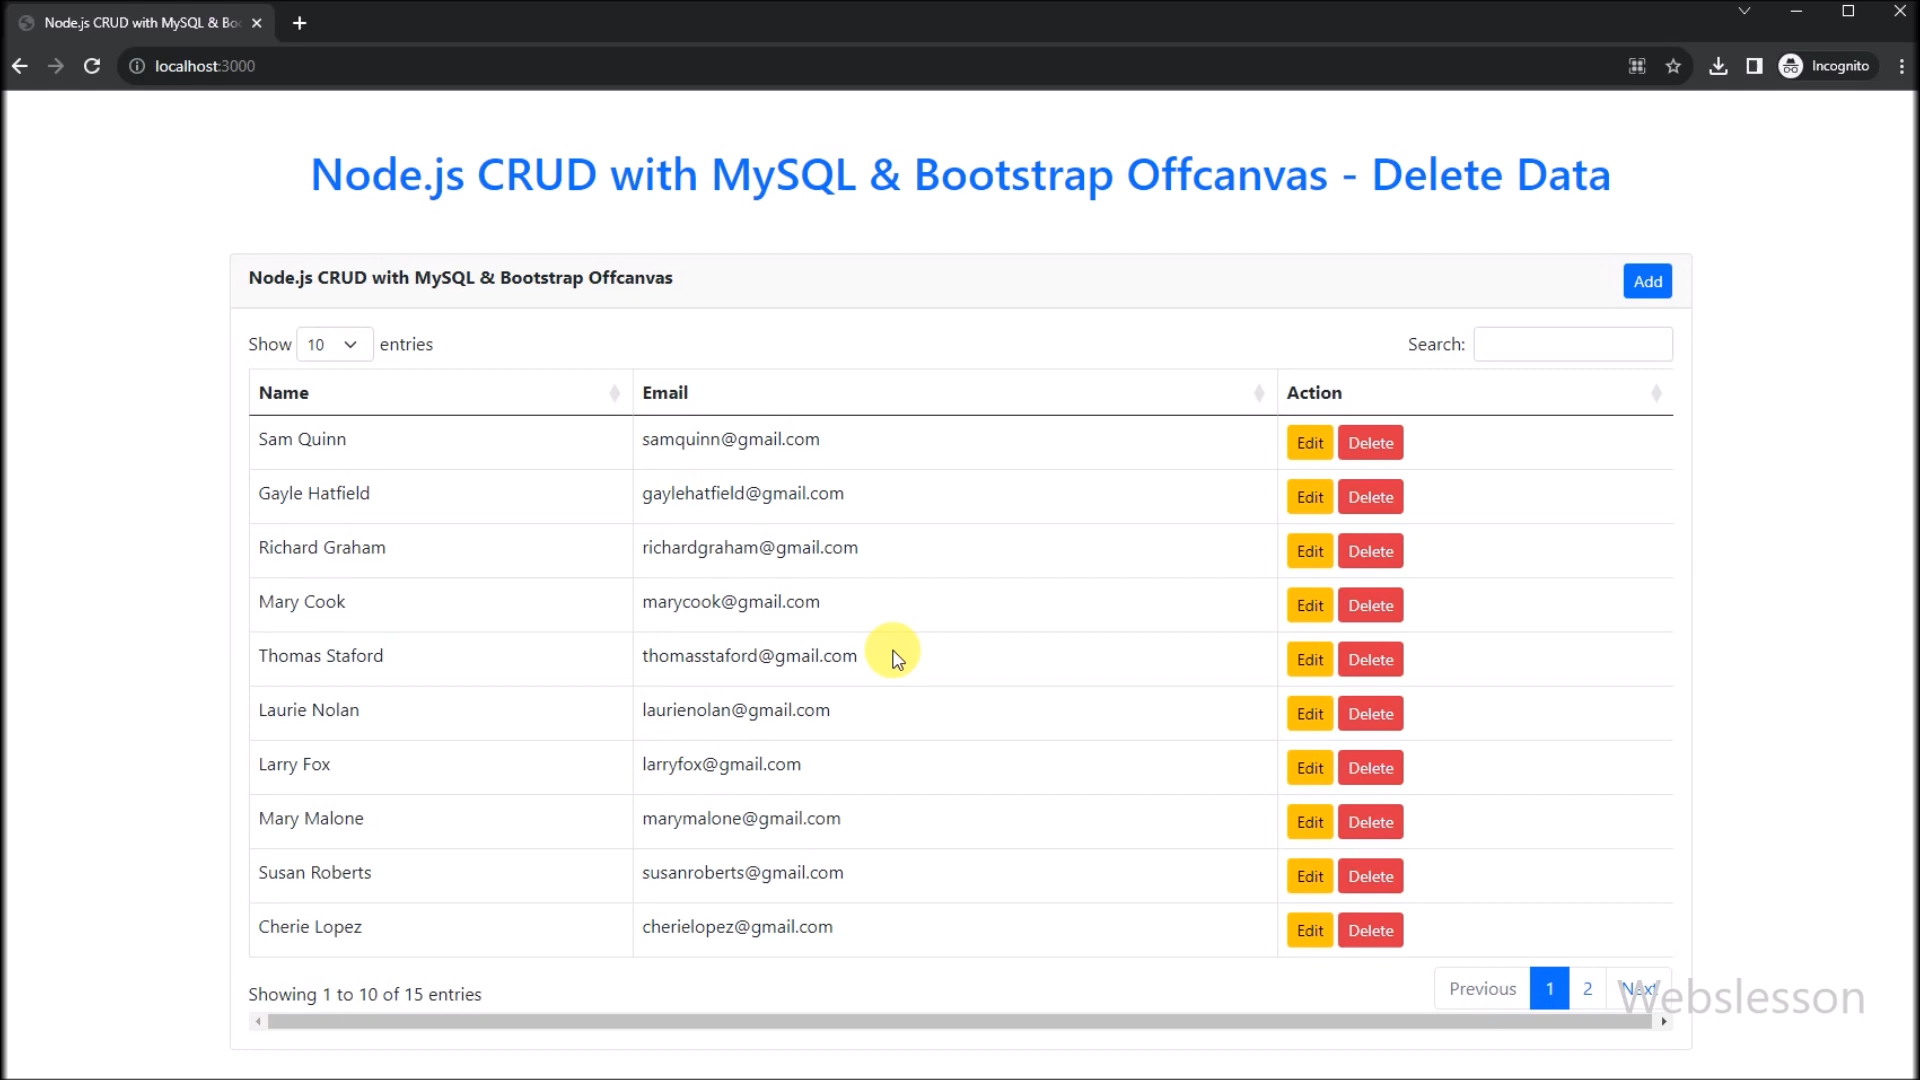 Node.js CRUD with MySQL & Bo
localhost:3000
Incognito
Node.js CRUD with MySQL & Bootstrap Offcanvas - Delete Data
Node.js CRUD with MySQL & Bootstrap Offcanvas
Add
Show 10 entries
Search:
Name Email Action
Sam Quinn samquinn@gmail.com Edit Delete
Gayle Hatfield gaylehatfield@gmail.com Edit Delete
Richard Graham richardgraham@gmail.com Edit Delete
Mary Cook marycook@gmail.com Edit Delete
Thomas Staford thomasstaford@gmail.com Edit Delete
Laurie Nolan laurienolan@gmail.com Edit Delete
Larry Fox larryfox@gmail.com Edit Delete
Mary Malone marymalone@gmail.com Edit Delete
Susan Roberts susanroberts@gmail.com Edit Delete
Cherie Lopez cherielopez@gmail.com Edit Delete
Showing 1 to 10 of 15 entries
Previous 1 2 Next
Webslesson